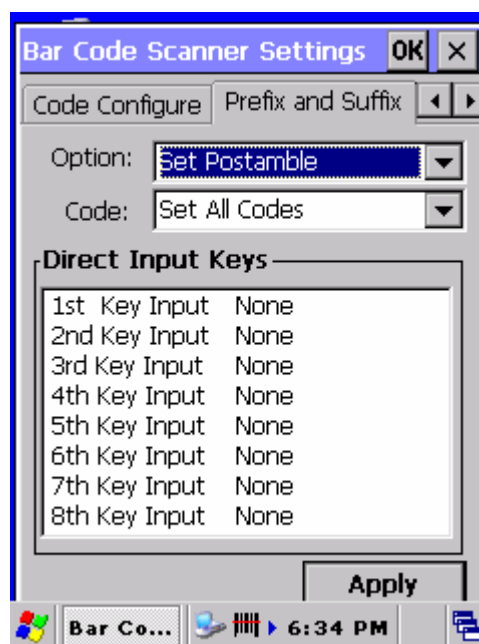 Bar Code Scanner Settings OK ×
Code Configure Prefix and Suffix
Option: Set Postamble
Code: Set All Codes
Direct Input Keys
1st Key Input None
2nd Key Input None
3rd Key Input None
4th Key Input None
5th Key Input None
6th Key Input None
7th Key Input None
8th Key Input None
Apply
Bar Co... 6:34 PM